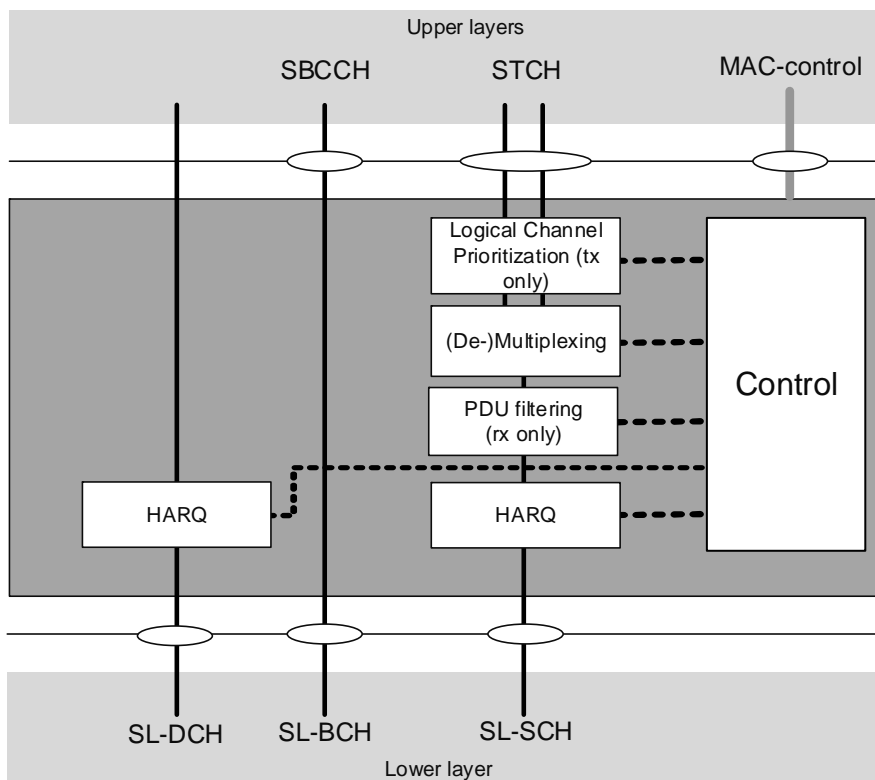 Upper layers
SBCCH
STCH
MAC-control
Logical Channel
Prioritization (tx
only)
(De-)Multiplexing
Control
PDU filtering
(rx only)
HARQ
HARQ
SL-DCH
SL-BCH
SL-SCH
Lower layer